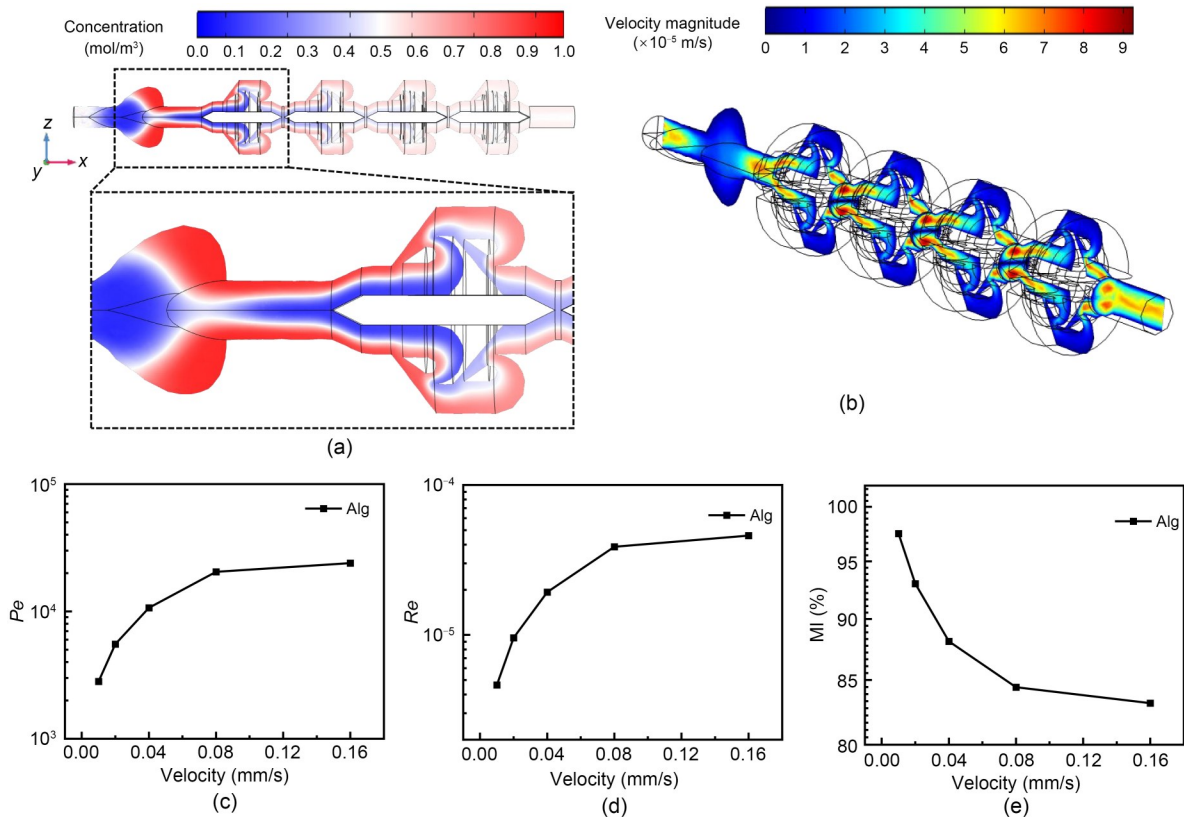 Concentration
(mol/m³)
0.0 0.1 0.2 0.3 0.4 0.5 0.6 0.7 0.8 0.9 1.0
z
y
x
(a)
Velocity magnitude
(×10⁻⁵ m/s)
0 1 2 3 4 5 6 7 8 9
(b)
10⁵
10⁴
10³
Pe
Alg
0.00 0.04 0.08 0.12 0.16
Velocity (mm/s)
(c)
10⁻⁴
10⁻⁵
Re
Alg
0.00 0.04 0.08 0.12 0.16
Velocity (mm/s)
(d)
100
95
90
85
80
MI (%)
Alg
0.00 0.04 0.08 0.12 0.16
Velocity (mm/s)
(e)